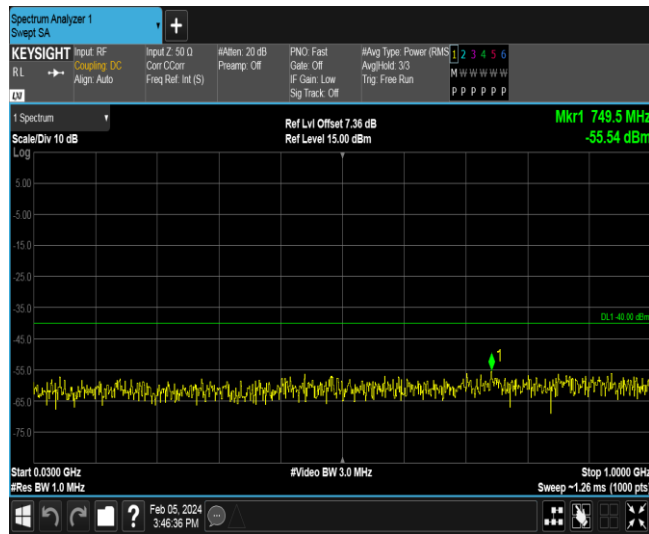 Spectrum Analyzer 1
Swept SA
KEYSIGHT
RL
LXI
Input: RF
Coupling: DC
Align: Auto
Input Z: 50 Ω
Corr CCorr
Freq Ref: Int (S)
#Atten: 20 dB
Preamp: Off
PNO: Fast
Gate: Off
IF Gain: Low
Sig Track: Off
#Avg Type: Power (RMS
Avg|Hold: 3/3
Trig: Free Run
1 2 3 4 5 6
M W W W W W
P P P P P P
1 Spectrum
Scale/Div 10 dB
Log
Ref Lvl Offset 7.36 dB
Ref Level 15.00 dBm
Mkr1 749.5 MHz
-55.54 dBm
5.00
-5.00
-15.0
-25.0
-35.0
-45.0
-55.0
-65.0
-75.0
DL1 -40.00 dBm
1
Start 0.0300 GHz
#Res BW 1.0 MHz
#Video BW 3.0 MHz
Stop 1.0000 GHz
Sweep ~1.26 ms (1000 pts
?
Feb 05, 2024
3:46:36 PM